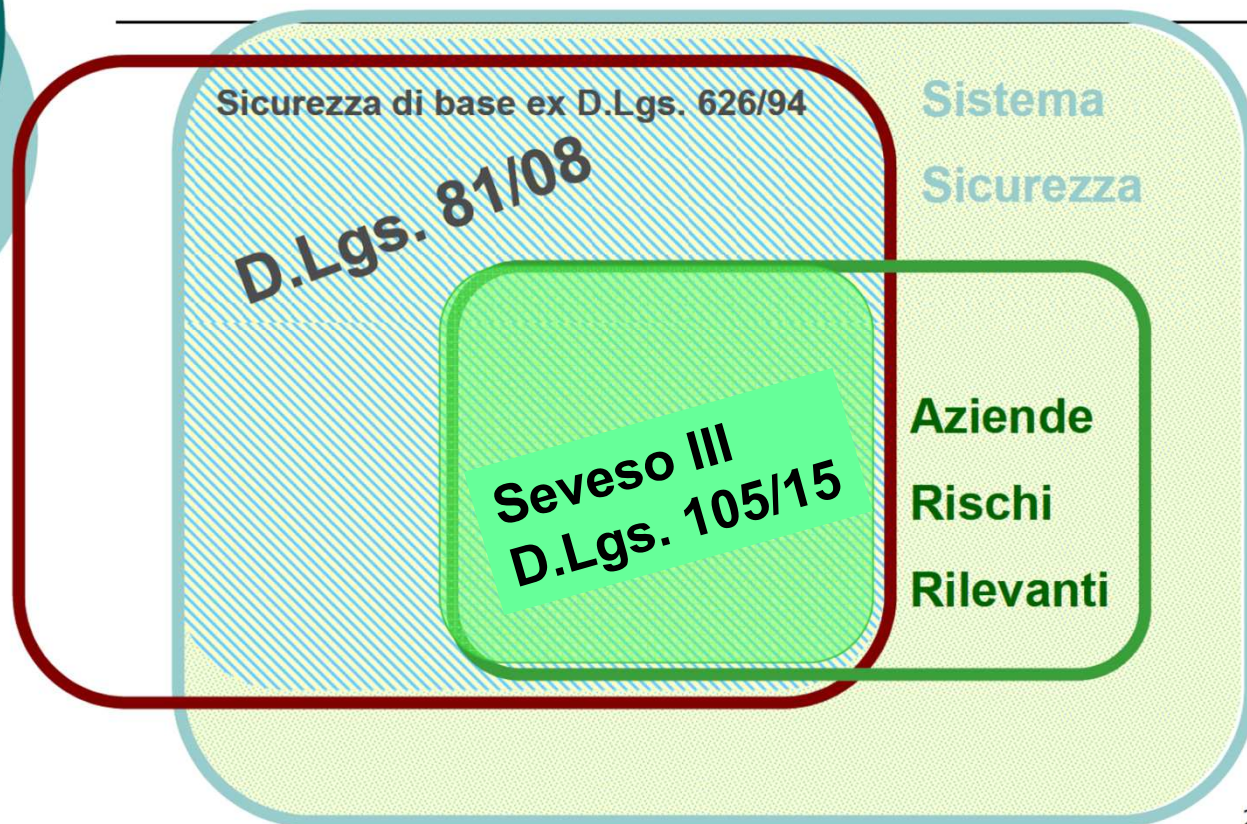 Sicurezza di base ex D.Lgs. 626/94
D.Lgs. 81/08
Sistema
Sicurezza
Seveso III
D.Lgs. 105/15
Aziende
Rischi
Rilevanti